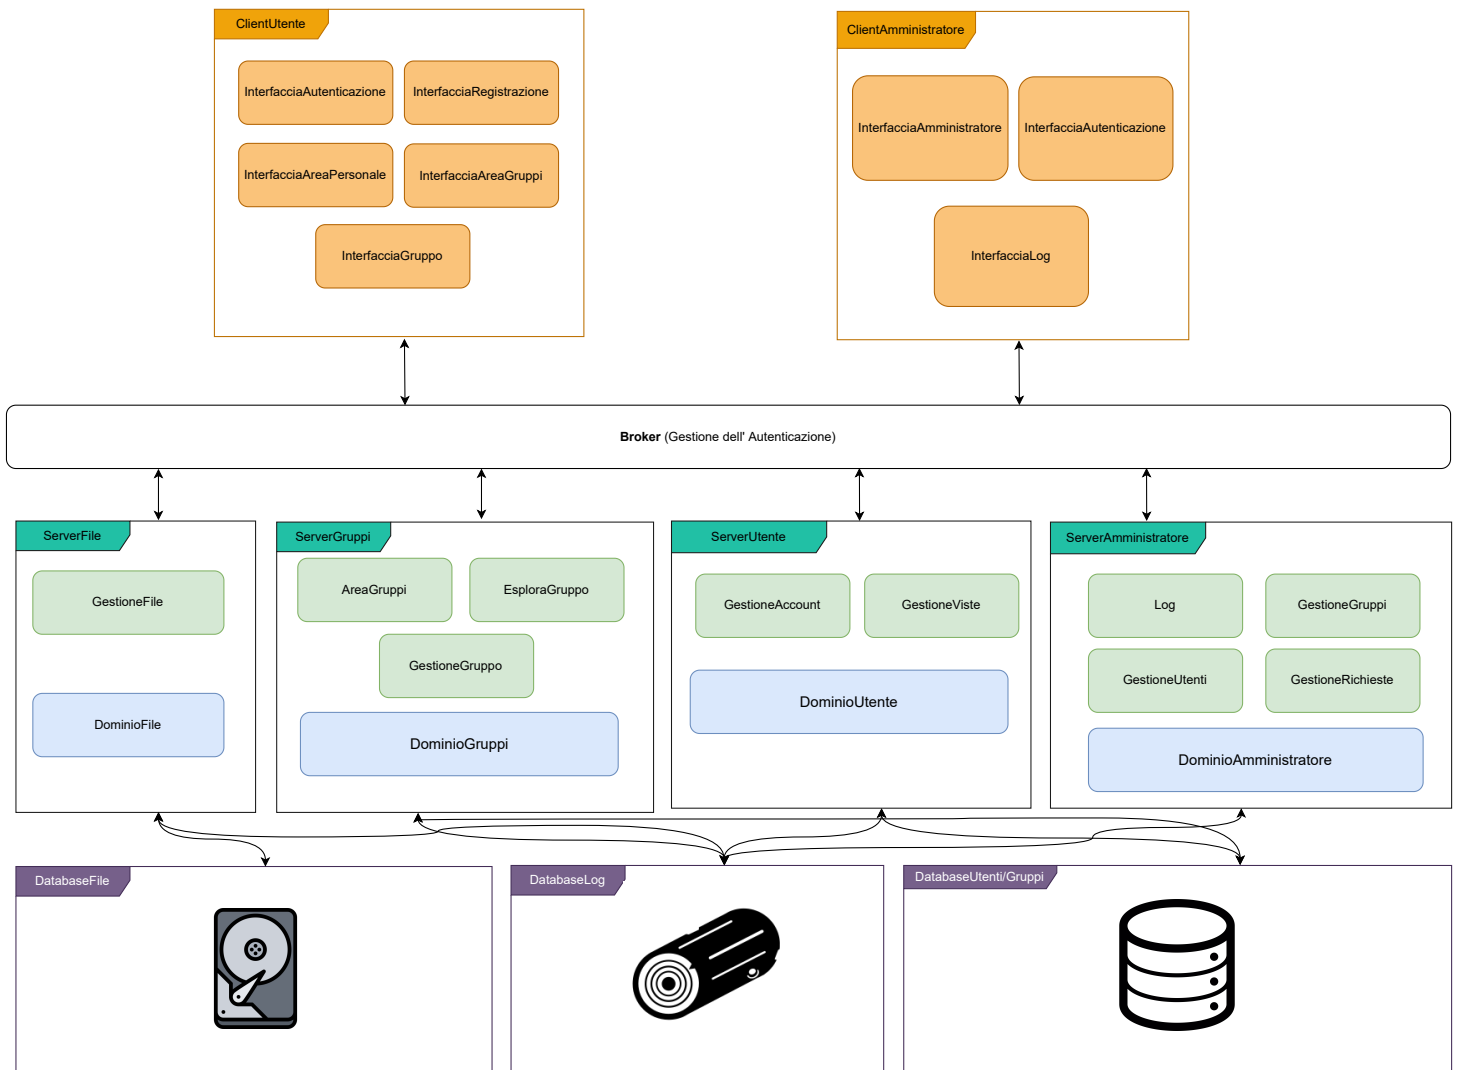 ClientUtente
InterfacciaAutenticazione
InterfacciaRegistrazione
InterfacciaAreaPersonale
InterfacciaAreaGruppi
InterfacciaGruppo
ClientAmministratore
InterfacciaAmministratore
InterfacciaAutenticazione
InterfacciaLog
Broker (Gestione dell' Autenticazione)
ServerFile
GestioneFile
DominioFile
ServerGruppi
AreaGruppi
EsploraGruppo
GestioneGruppo
DominioGruppi
ServerUtente
GestioneAccount
GestioneViste
DominioUtente
ServerAmministratore
Log
GestioneGruppi
GestioneUtenti
GestioneRichieste
DominioAmministratore
DatabaseFile
DatabaseLog
DatabaseUtenti/Gruppi